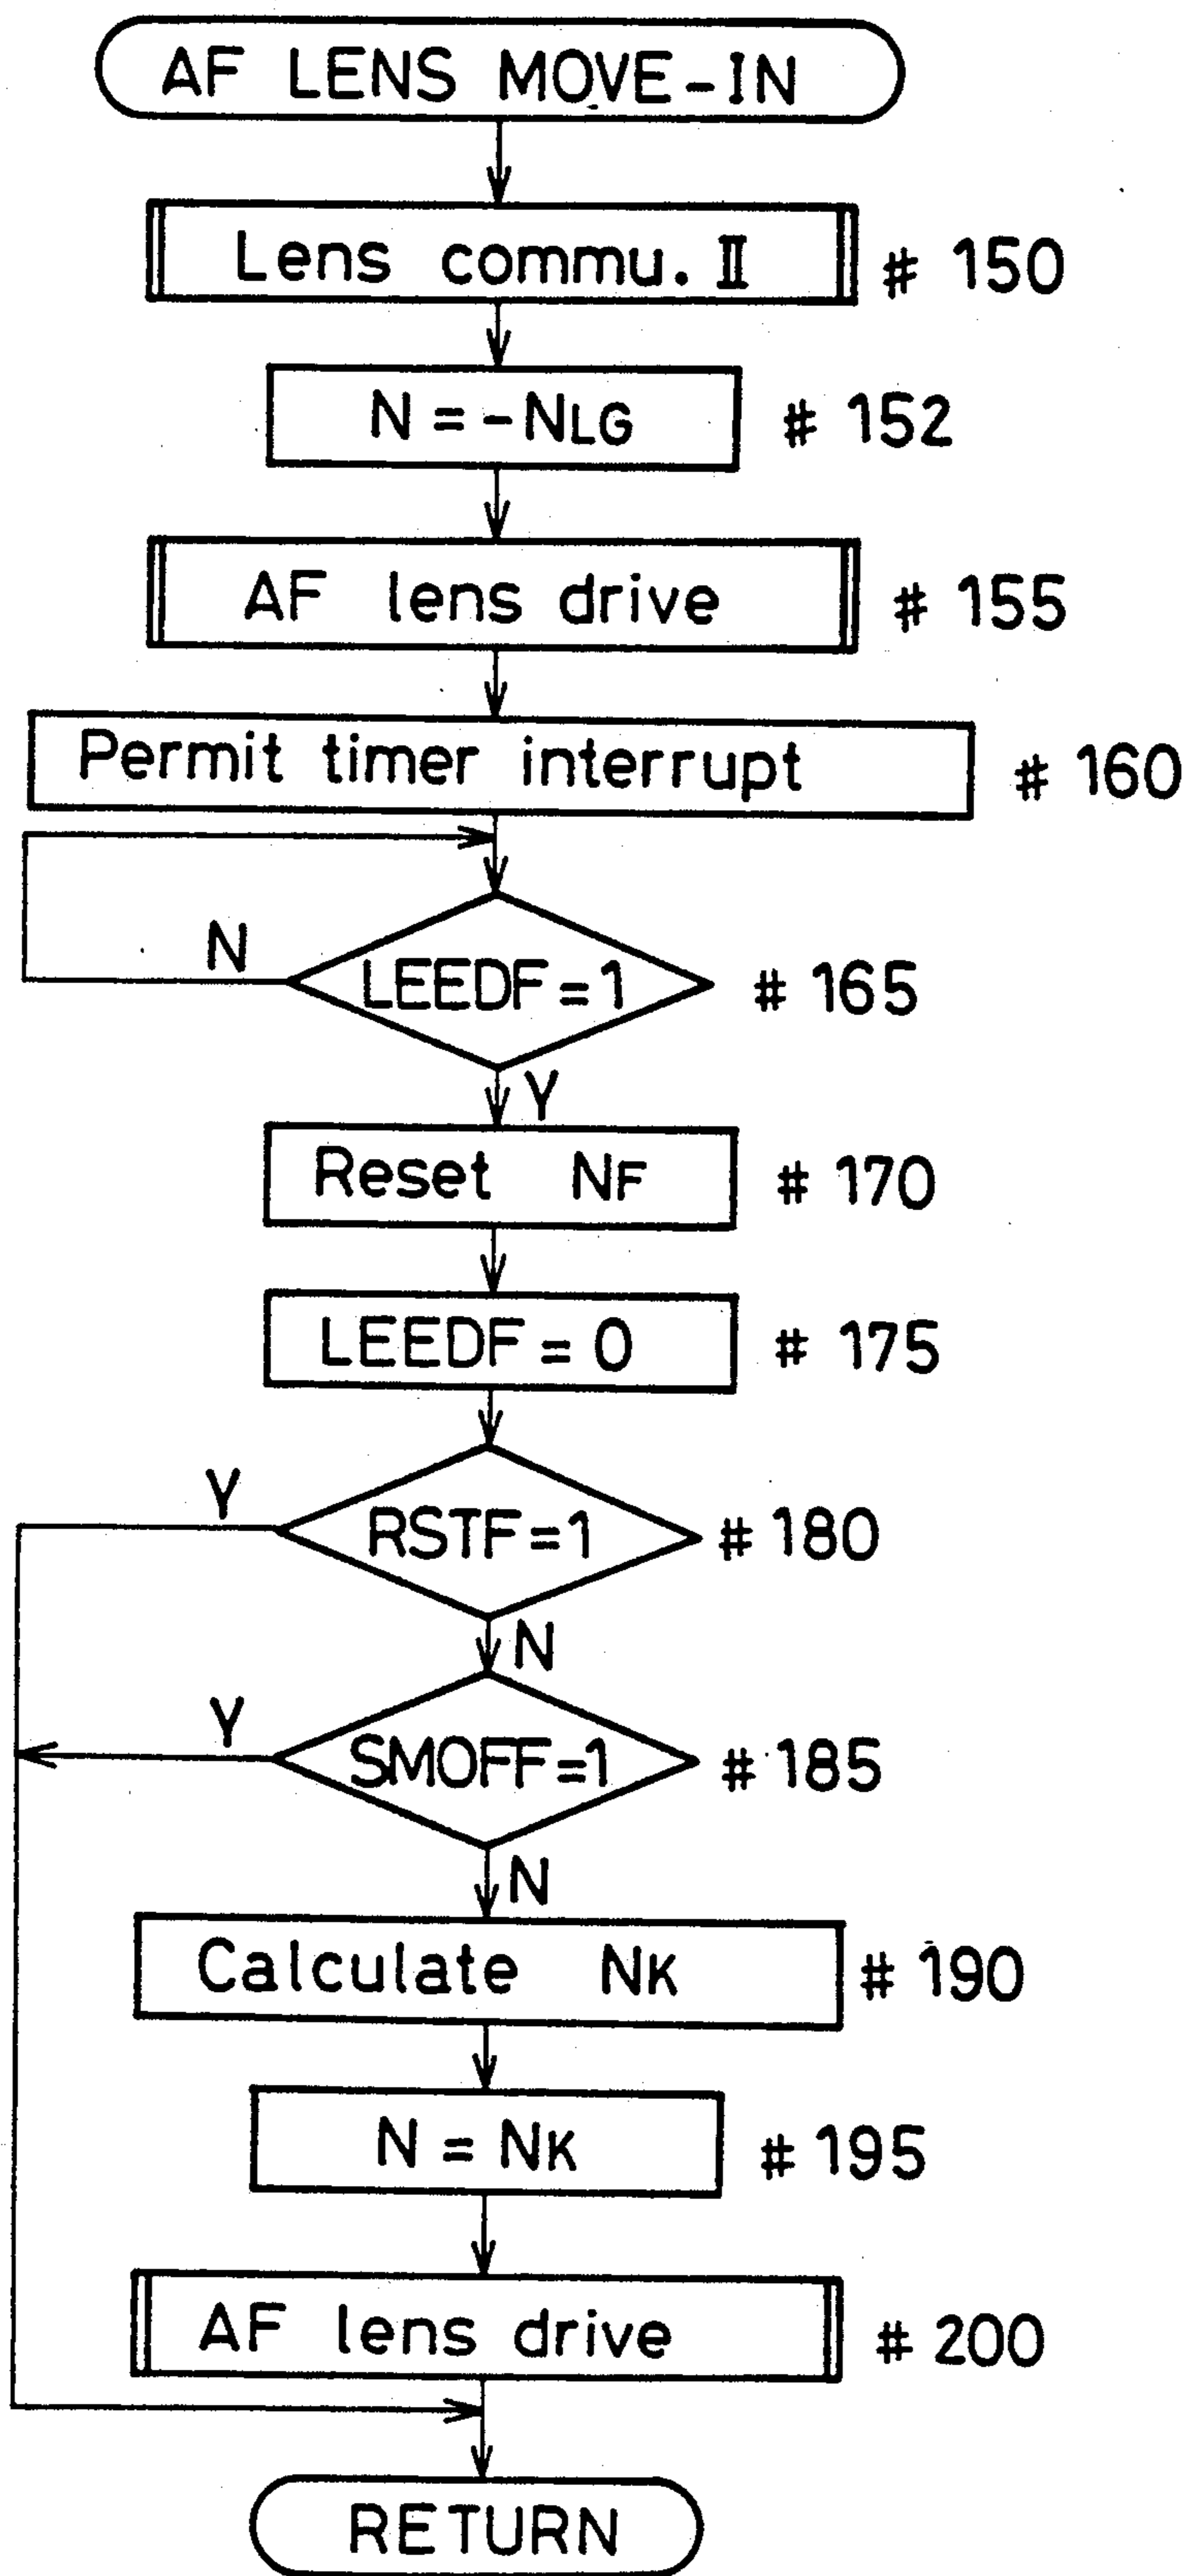 AF LENS MOVE-IN
Lens commu. II # 150
N = -NLG # 152
AF lens drive # 155
Permit timer interrupt # 160
N
LEEDF = 1 # 165
Y
Reset NF # 170
LEEDF = 0 # 175
Y
RSTF = 1 # 180
N
Y
SMOFF = 1 # 185
N
Calculate NK # 190
N = NK # 195
AF lens drive # 200
RETURN